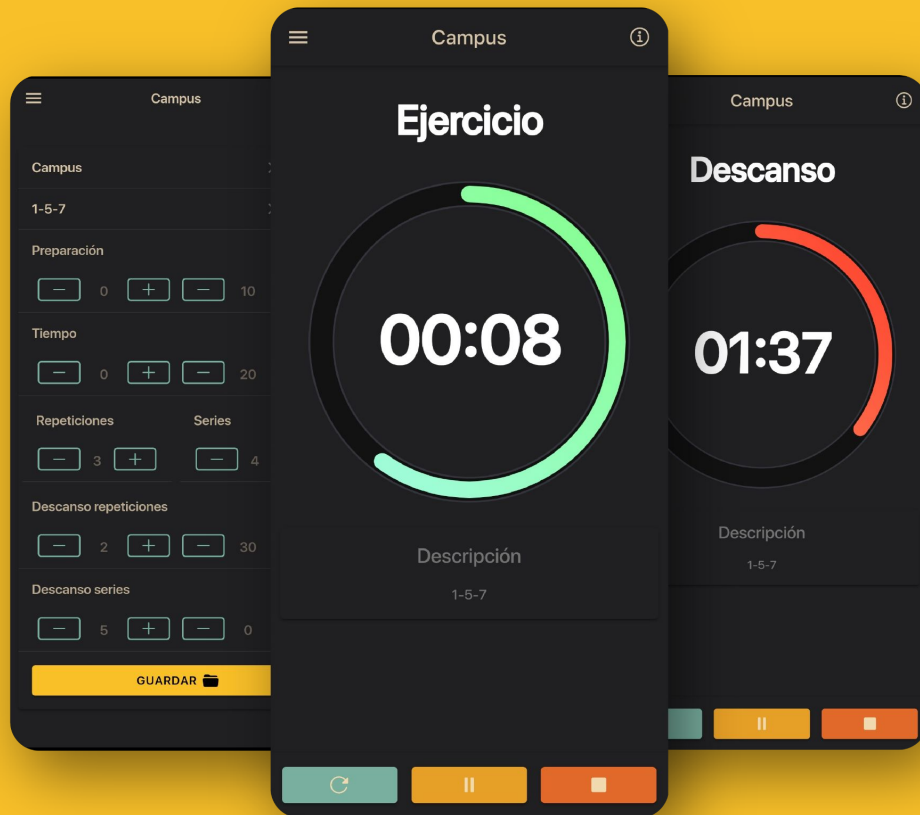 Campus
Campus
1-5-7
Preparación
0 10
Tiempo
0 20
Repeticiones Series
3 4
Descanso repeticiones
2 30
Descanso series
5 0
GUARDAR
Campus
Ejercicio
00:08
Descripción
1-5-7
Campus
Descanso
01:37
Descripción
1-5-7